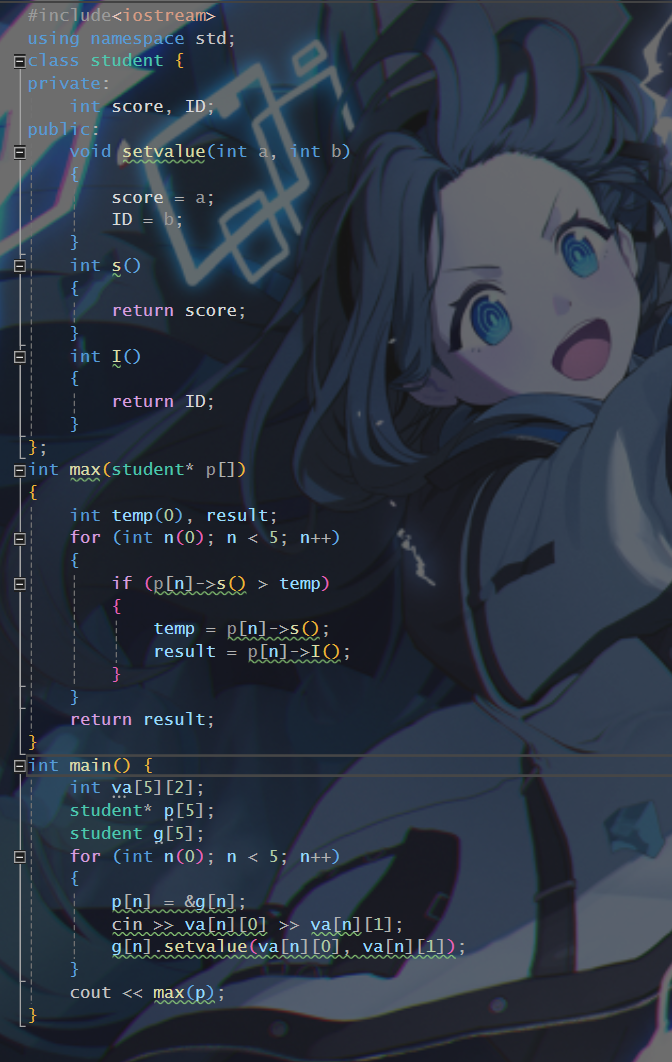 #include<iostream>
using namespace std;
class student {
private:
    int score, ID;
public:
    void setvalue(int a, int b)
    {
        score = a;
        ID = b;
    }
    int s()
    {
        return score;
    }
    int I()
    {
        return ID;
    }
};
int max(student* p[])
{
    int temp(0), result;
    for (int n(0); n < 5; n++)
    {
        if (p[n]->s() > temp)
        {
            temp = p[n]->s();
            result = p[n]->I();
        }
    }
    return result;
}
int main() {
    int va[5][2];
    student* p[5];
    student g[5];
    for (int n(0); n < 5; n++)
    {
        p[n] = &g[n];
        cin >> va[n][0] >> va[n][1];
        g[n].setvalue(va[n][0], va[n][1]);
    }
    cout << max(p);
}